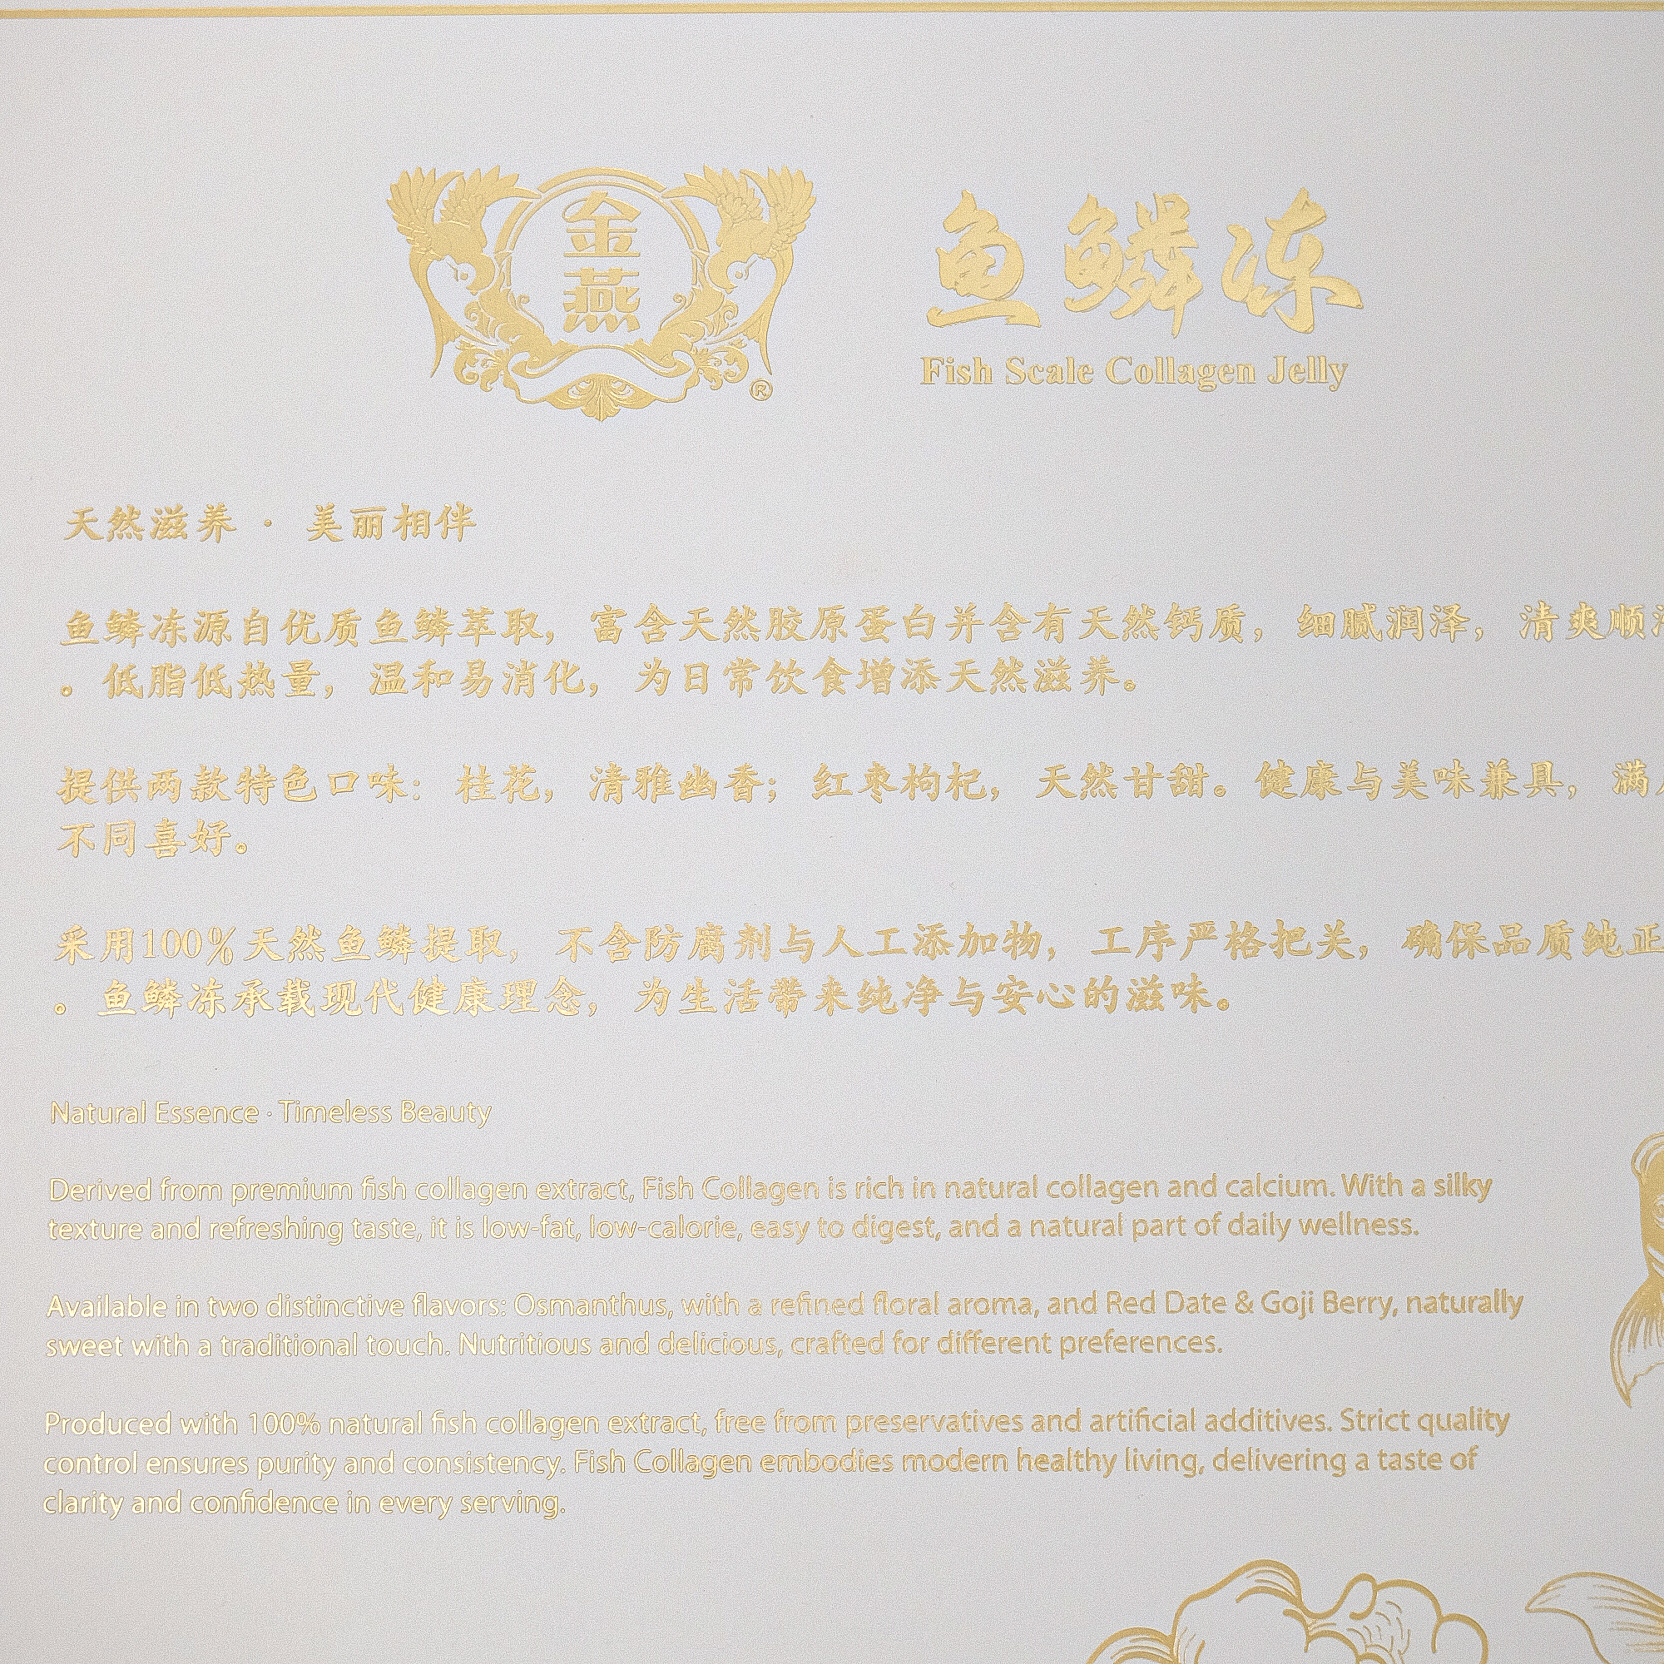 金
燕
®
鱼鳞冻
Fish Scale Collagen Jelly
天然滋养 · 美丽相伴
鱼鳞冻源自优质鱼鳞萃取，富含天然胶原蛋白并含有天然钙质，细腻润泽，清爽顺
。低脂低热量，温和易消化，为日常饮食增添天然滋养。
提供两款特色口味：桂花，清雅幽香；红枣枸杞，天然甘甜。健康与美味兼具，满
不同喜好。
采用100%天然鱼鳞提取，不含防腐剂与人工添加物，工序严格把关，确保品质纯正
。鱼鳞冻承载现代健康理念，为生活带来纯净与安心的滋味。
Natural Essence · Timeless Beauty
Derived from premium fish collagen extract, Fish Collagen is rich in natural collagen and calcium. With a silky
texture and refreshing taste, it is low-fat, low-calorie, easy to digest, and a natural part of daily wellness.
Available in two distinctive flavors: Osmanthus, with a refined floral aroma, and Red Date & Goji Berry, naturally
sweet with a traditional touch. Nutritious and delicious, crafted for different preferences.
Produced with 100% natural fish collagen extract, free from preservatives and artificial additives. Strict quality
control ensures purity and consistency. Fish Collagen embodies modern healthy living, delivering a taste of
clarity and confidence in every serving.